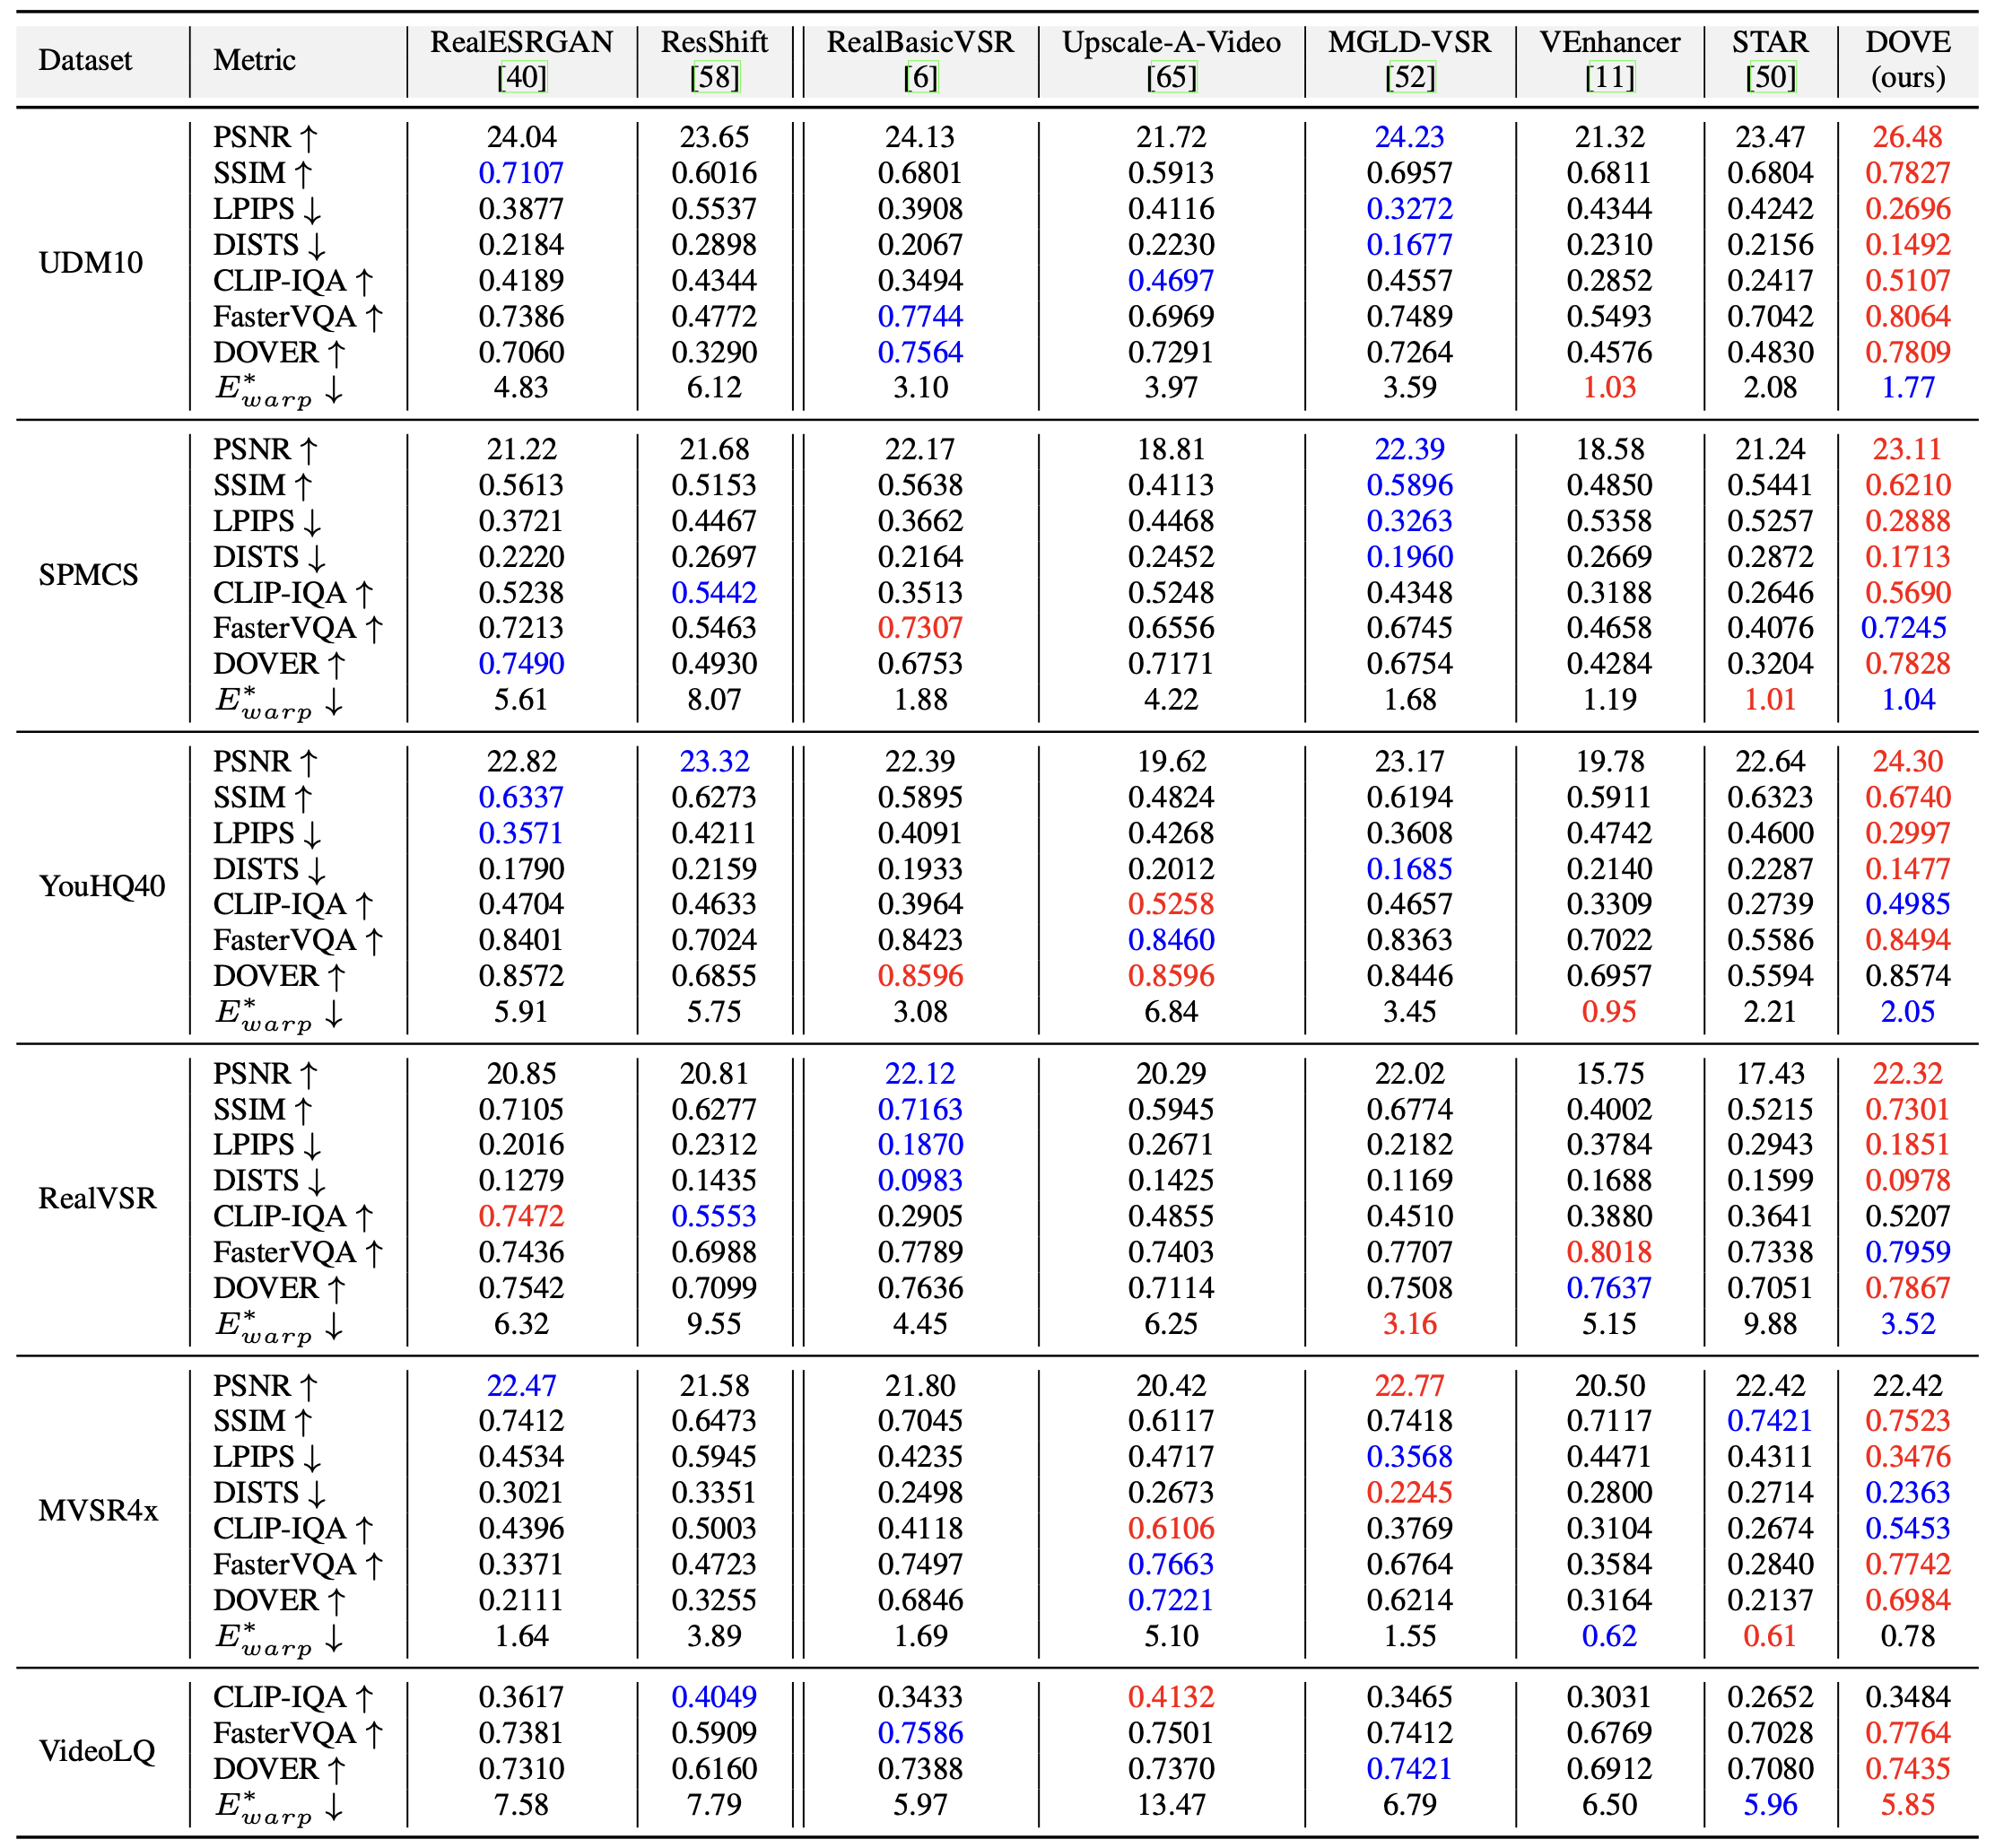 Dataset Metric RealESRGAN [40] ResShift [58] RealBasicVSR [6] Upscale-A-Video [65] MGLD-VSR [52] VEnhancer [11] STAR [50] DOVE (ours)
UDM10
PSNR ↑ 24.04 23.65 24.13 21.72 24.23 21.32 23.47 26.48
SSIM ↑ 0.7107 0.6016 0.6801 0.5913 0.6957 0.6811 0.6804 0.7827
LPIPS ↓ 0.3877 0.5537 0.3908 0.4116 0.3272 0.4344 0.4242 0.2696
DISTS ↓ 0.2184 0.2898 0.2067 0.2230 0.1677 0.2310 0.2156 0.1492
CLIP-IQA ↑ 0.4189 0.4344 0.3494 0.4697 0.4557 0.2852 0.2417 0.5107
FasterVQA ↑ 0.7386 0.4772 0.7744 0.6969 0.7489 0.5493 0.7042 0.8064
DOVER ↑ 0.7060 0.3290 0.7564 0.7291 0.7264 0.4576 0.4830 0.7809
E*warp ↓ 4.83 6.12 3.10 3.97 3.59 1.03 2.08 1.77
SPMCS
PSNR ↑ 21.22 21.68 22.17 18.81 22.39 18.58 21.24 23.11
SSIM ↑ 0.5613 0.5153 0.5638 0.4113 0.5896 0.4850 0.5441 0.6210
LPIPS ↓ 0.3721 0.4467 0.3662 0.4468 0.3263 0.5358 0.5257 0.2888
DISTS ↓ 0.2220 0.2697 0.2164 0.2452 0.1960 0.2669 0.2872 0.1713
CLIP-IQA ↑ 0.5238 0.5442 0.3513 0.5248 0.4348 0.3188 0.2646 0.5690
FasterVQA ↑ 0.7213 0.5463 0.7307 0.6556 0.6745 0.4658 0.4076 0.7245
DOVER ↑ 0.7490 0.4930 0.6753 0.7171 0.6754 0.4284 0.3204 0.7828
E*warp ↓ 5.61 8.07 1.88 4.22 1.68 1.19 1.01 1.04
YouHQ40
PSNR ↑ 22.82 23.32 22.39 19.62 23.17 19.78 22.64 24.30
SSIM ↑ 0.6337 0.6273 0.5895 0.4824 0.6194 0.5911 0.6323 0.6740
LPIPS ↓ 0.3571 0.4211 0.4091 0.4268 0.3608 0.4742 0.4600 0.2997
DISTS ↓ 0.1790 0.2159 0.1933 0.2012 0.1685 0.2140 0.2287 0.1477
CLIP-IQA ↑ 0.4704 0.4633 0.3964 0.5258 0.4657 0.3309 0.2739 0.4985
FasterVQA ↑ 0.8401 0.7024 0.8423 0.8460 0.8363 0.7022 0.5586 0.8494
DOVER ↑ 0.8572 0.6855 0.8596 0.8596 0.8446 0.6957 0.5594 0.8574
E*warp ↓ 5.91 5.75 3.08 6.84 3.45 0.95 2.21 2.05
RealVSR
PSNR ↑ 20.85 20.81 22.12 20.29 22.02 15.75 17.43 22.32
SSIM ↑ 0.7105 0.6277 0.7163 0.5945 0.6774 0.4002 0.5215 0.7301
LPIPS ↓ 0.2016 0.2312 0.1870 0.2671 0.2182 0.3784 0.2943 0.1851
DISTS ↓ 0.1279 0.1435 0.0983 0.1425 0.1169 0.1688 0.1599 0.0978
CLIP-IQA ↑ 0.7472 0.5553 0.2905 0.4855 0.4510 0.3880 0.3641 0.5207
FasterVQA ↑ 0.7436 0.6988 0.7789 0.7403 0.7707 0.8018 0.7338 0.7959
DOVER ↑ 0.7542 0.7099 0.7636 0.7114 0.7508 0.7637 0.7051 0.7867
E*warp ↓ 6.32 9.55 4.45 6.25 3.16 5.15 9.88 3.52
MVSR4x
PSNR ↑ 22.47 21.58 21.80 20.42 22.77 20.50 22.42 22.42
SSIM ↑ 0.7412 0.6473 0.7045 0.6117 0.7418 0.7117 0.7421 0.7523
LPIPS ↓ 0.4534 0.5945 0.4235 0.4717 0.3568 0.4471 0.4311 0.3476
DISTS ↓ 0.3021 0.3351 0.2498 0.2673 0.2245 0.2800 0.2714 0.2363
CLIP-IQA ↑ 0.4396 0.5003 0.4118 0.6106 0.3769 0.3104 0.2674 0.5453
FasterVQA ↑ 0.3371 0.4723 0.7497 0.7663 0.6764 0.3584 0.2840 0.7742
DOVER ↑ 0.2111 0.3255 0.6846 0.7221 0.6214 0.3164 0.2137 0.6984
E*warp ↓ 1.64 3.89 1.69 5.10 1.55 0.62 0.61 0.78
VideoLQ
CLIP-IQA ↑ 0.3617 0.4049 0.3433 0.4132 0.3465 0.3031 0.2652 0.3484
FasterVQA ↑ 0.7381 0.5909 0.7586 0.7501 0.7412 0.6769 0.7028 0.7764
DOVER ↑ 0.7310 0.6160 0.7388 0.7370 0.7421 0.6912 0.7080 0.7435
E*warp ↓ 7.58 7.79 5.97 13.47 6.79 6.50 5.96 5.85